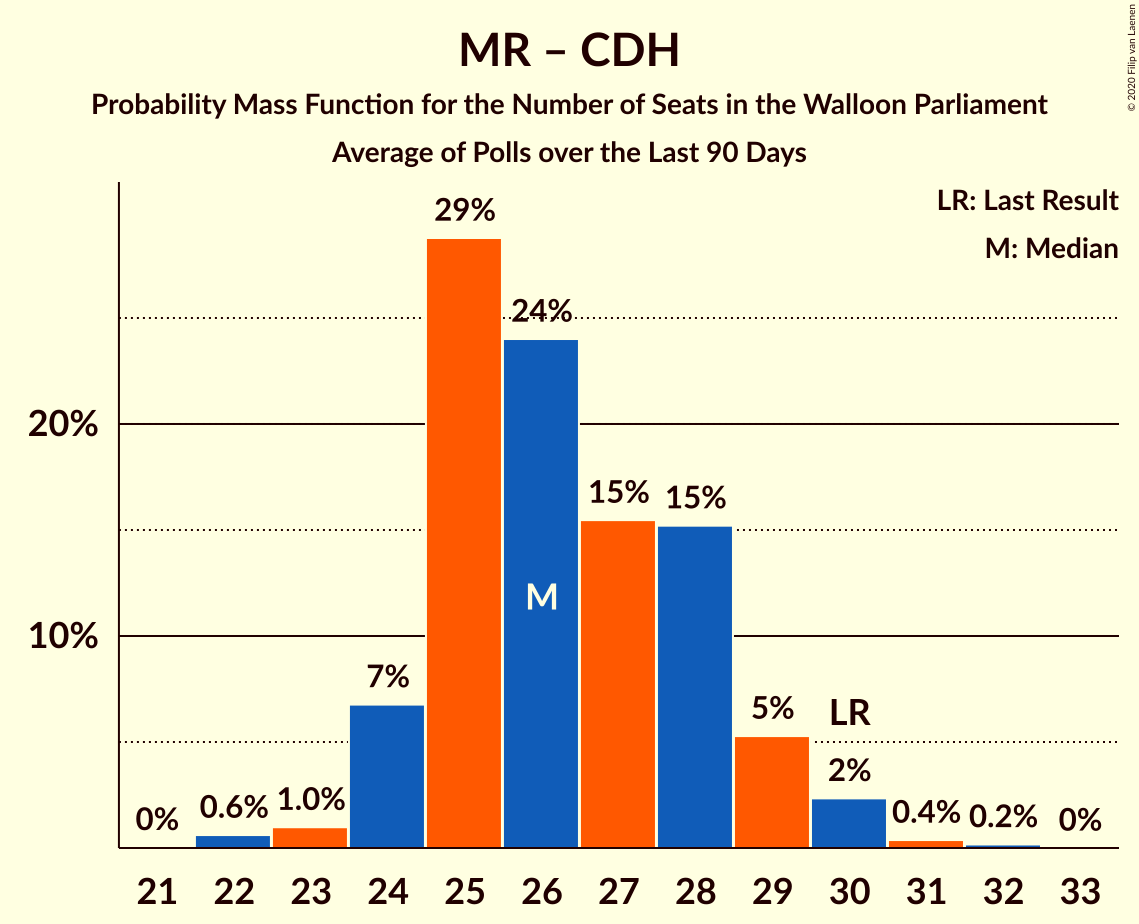 MR – CDH
Probability Mass Function for the Number of Seats in the Walloon Parliament
Average of Polls over the Last 90 Days
© 2020 Filip van Laenen
LR: Last Result
M: Median
20%
10%
0%
0.6%
1.0%
7%
29%
24%
15%
15%
5%
2%
0.4%
0.2%
0%
M
LR
21 22 23 24 25 26 27 28 29 30 31 32 33